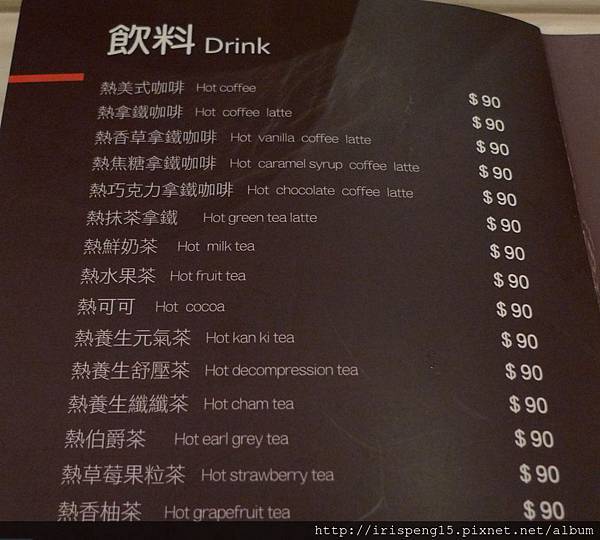 飲料 Drink
熱美式咖啡 Hot coffee $90
熱拿鐵咖啡 Hot coffee latte $90
熱香草拿鐵咖啡 Hot vanilla coffee latte $90
熱焦糖拿鐵咖啡 Hot caramel syrup coffee latte $90
熱巧克力拿鐵咖啡 Hot chocolate coffee latte $90
熱抹茶拿鐵 Hot green tea latte $90
熱鮮奶茶 Hot milk tea $90
熱水果茶 Hot fruit tea $90
熱可可 Hot cocoa $90
熱養生元氣茶 Hot kan ki tea $90
熱養生舒壓茶 Hot decompression tea $90
熱養生纖纖茶 Hot cham tea $90
熱伯爵茶 Hot earl grey tea $90
熱草莓果粒茶 Hot strawberry tea $90
熱香柚茶 Hot grapefruit tea $90
http://irispeng15.pixnet.net/album